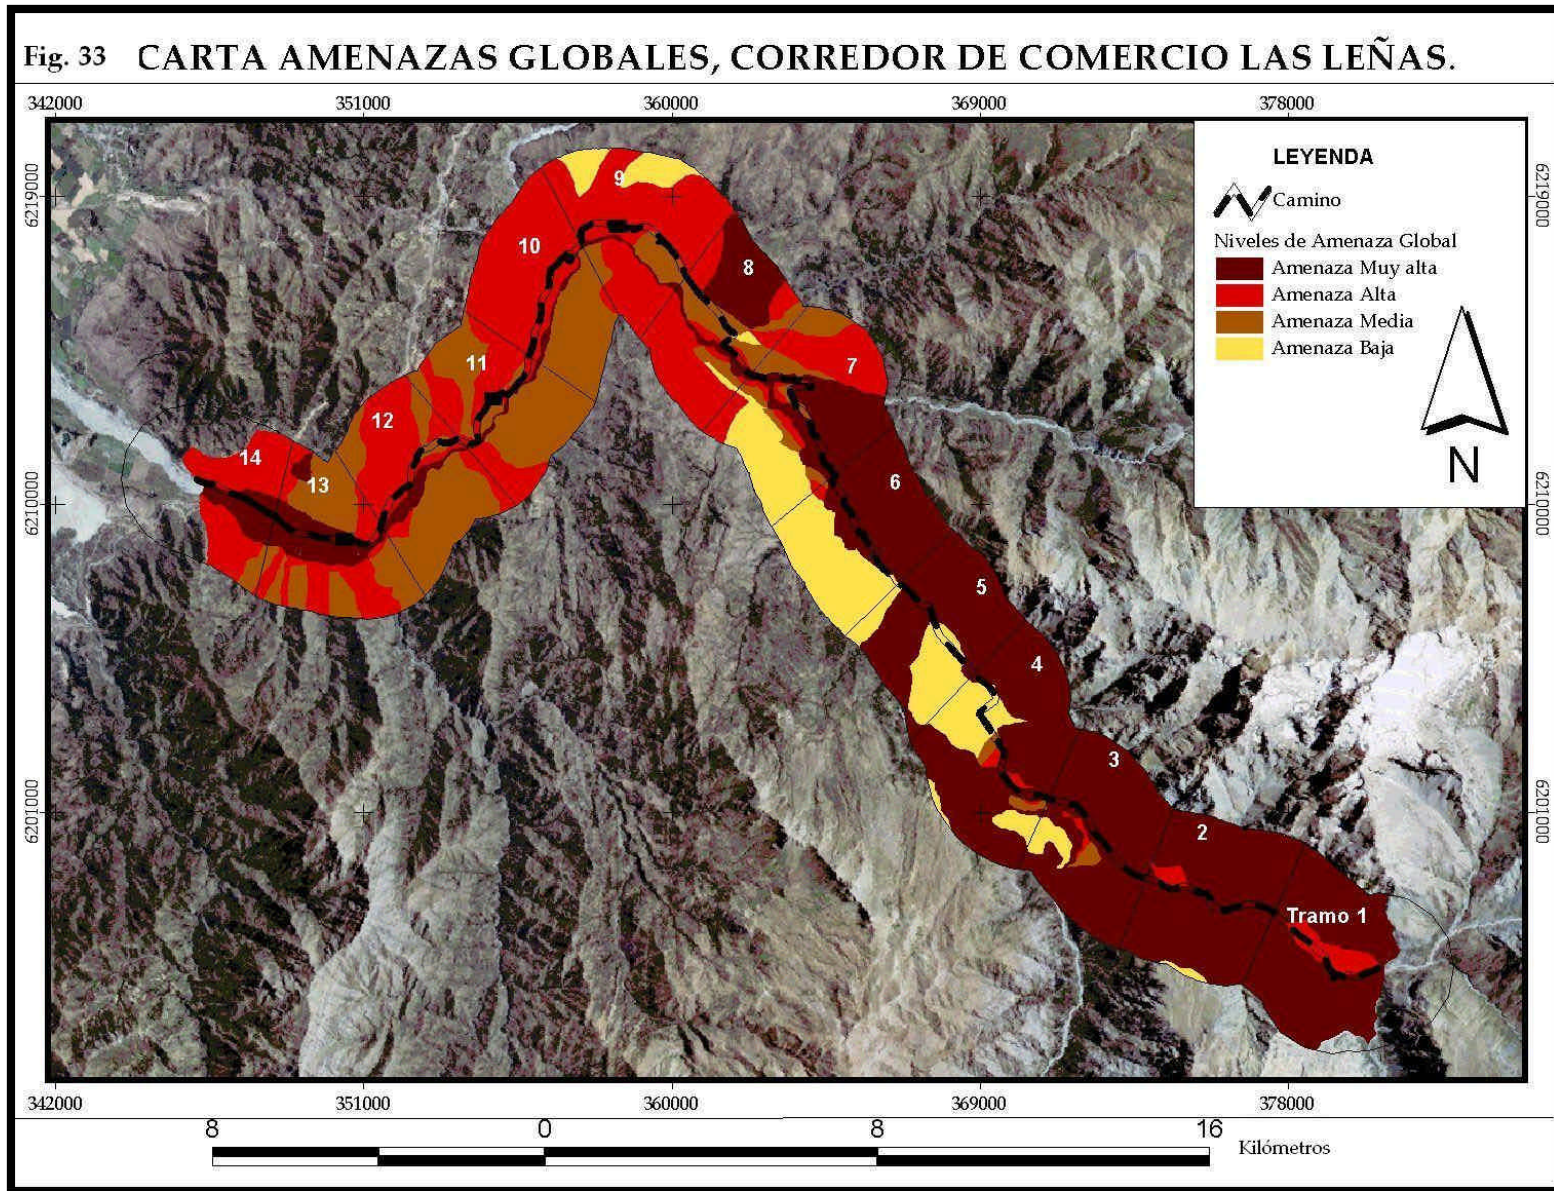 Fig. 33 CARTA AMENAZAS GLOBALES, CORREDOR DE COMERCIO LAS LEÑAS.
342000 351000 360000 369000 378000
LEYENDA
Camino
Niveles de Amenaza Global
Amenaza Muy alta
Amenaza Alta
Amenaza Media
Amenaza Baja
N
6219000 6219000
6210000 6210000
6201000 6201000
9
10
8
11
7
12
14
13
6
5
4
3
2
Tramo 1
342000 351000 360000 369000 378000
8 0 8 16
Kilómetros